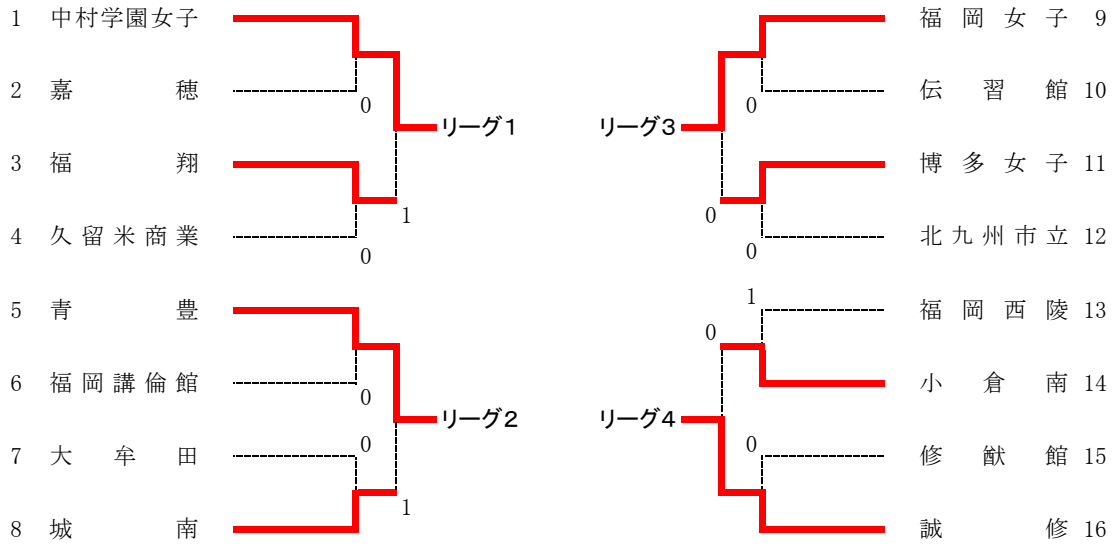 1 中村学園女子
福岡女子 9
2 嘉穂
0
0
伝習館 10
リーグ1
リーグ3
3 福翔
博多女子 11
1
0
4 久留米商業
0
0
北九州市立 12
5 青豊
1
福岡西陵 13
0
6 福岡講倫館
0
小倉南 14
リーグ2
リーグ4
7 大牟田
0
0
修猷館 15
1
8 城南
誠修 16